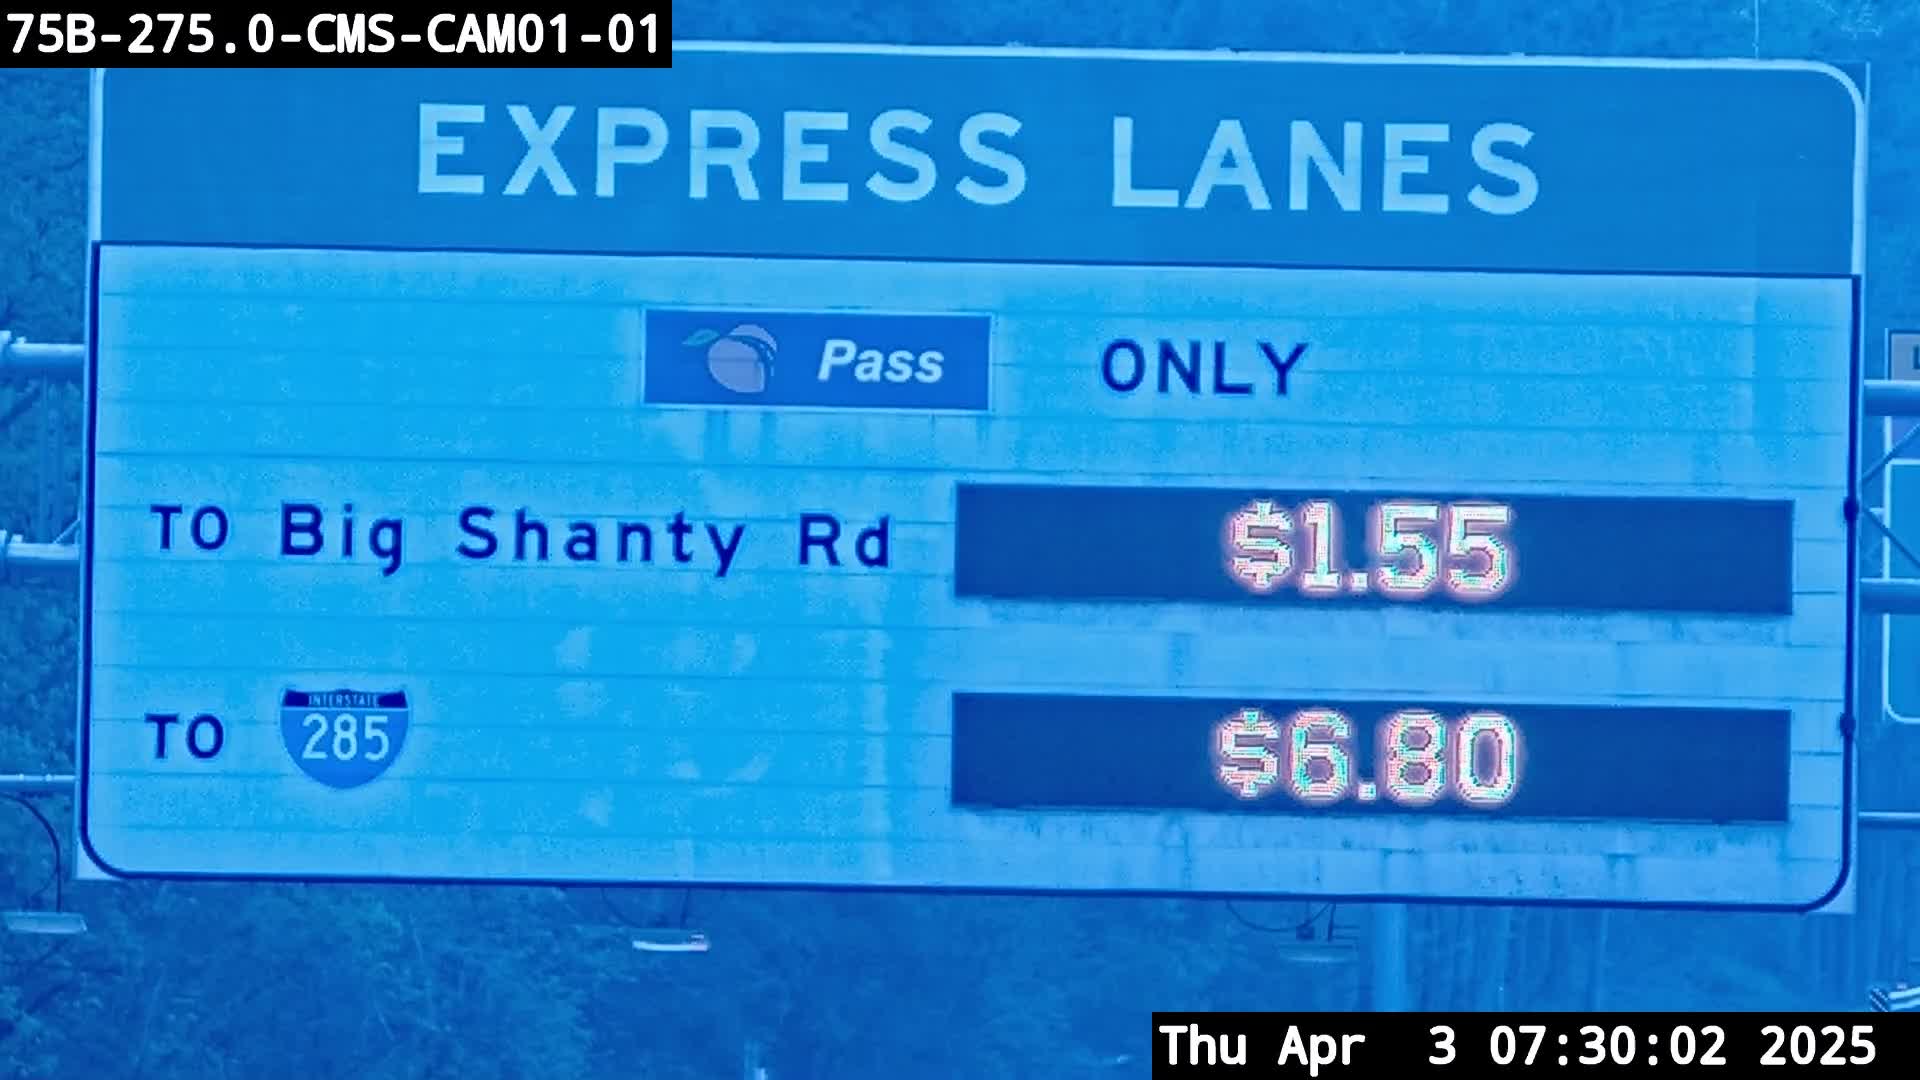 75B-275.0-CMS-CAM01-01
EXPRESS LANES
Pass ONLY
TO Big Shanty Rd $1.55
TO INTERSTATE 285 $6.80
Thu Apr 3 07:30:02 2025